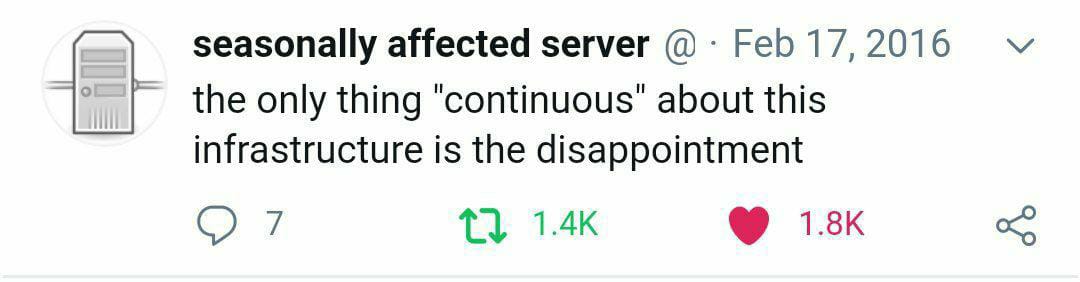 seasonally affected server @ · Feb 17, 2016
the only thing "continuous" about this
infrastructure is the disappointment
7 1.4K 1.8K